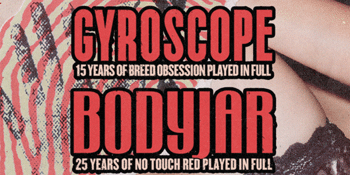 GYROSCOPE
15 YEARS OF BREED OBSESSION PLAYED IN FULL
BODYJAR
25 YEARS OF NO TOUCH RED PLAYED IN FULL